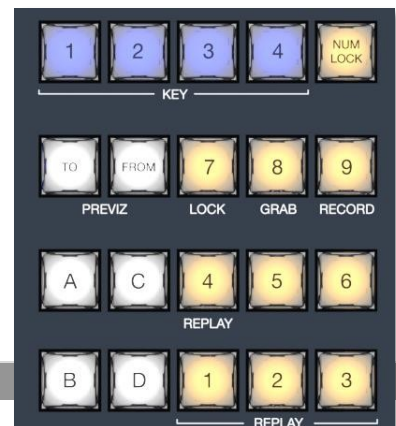 1 2 3 4 NUM LOCK
KEY
TO FROM 7 8 9
PREVIZ LOCK GRAB RECORD
A C 4 5 6
REPLAY
B D 1 2 3
REPLAY